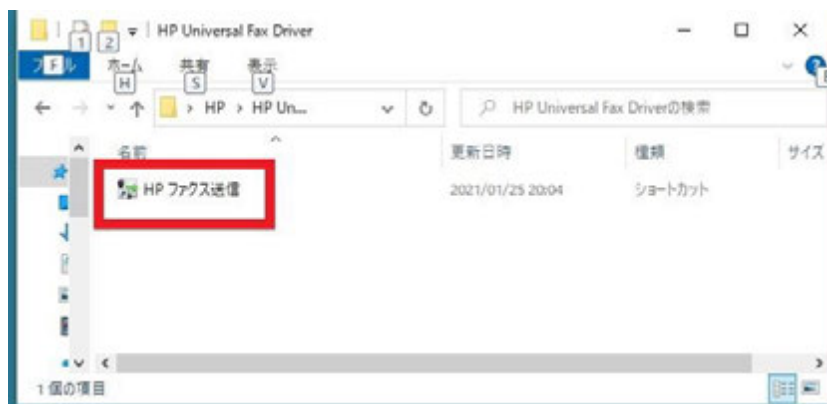 1 2 HP Universal Fax Driver
ファイル ホーム 共有 表示
F H S V
HP > HP Un... HP Universal Fax Driverの検索
名前 更新日時 種類 サイズ
HP ファクス送信 2021/01/25 20:04 ショートカット
1 個の項目